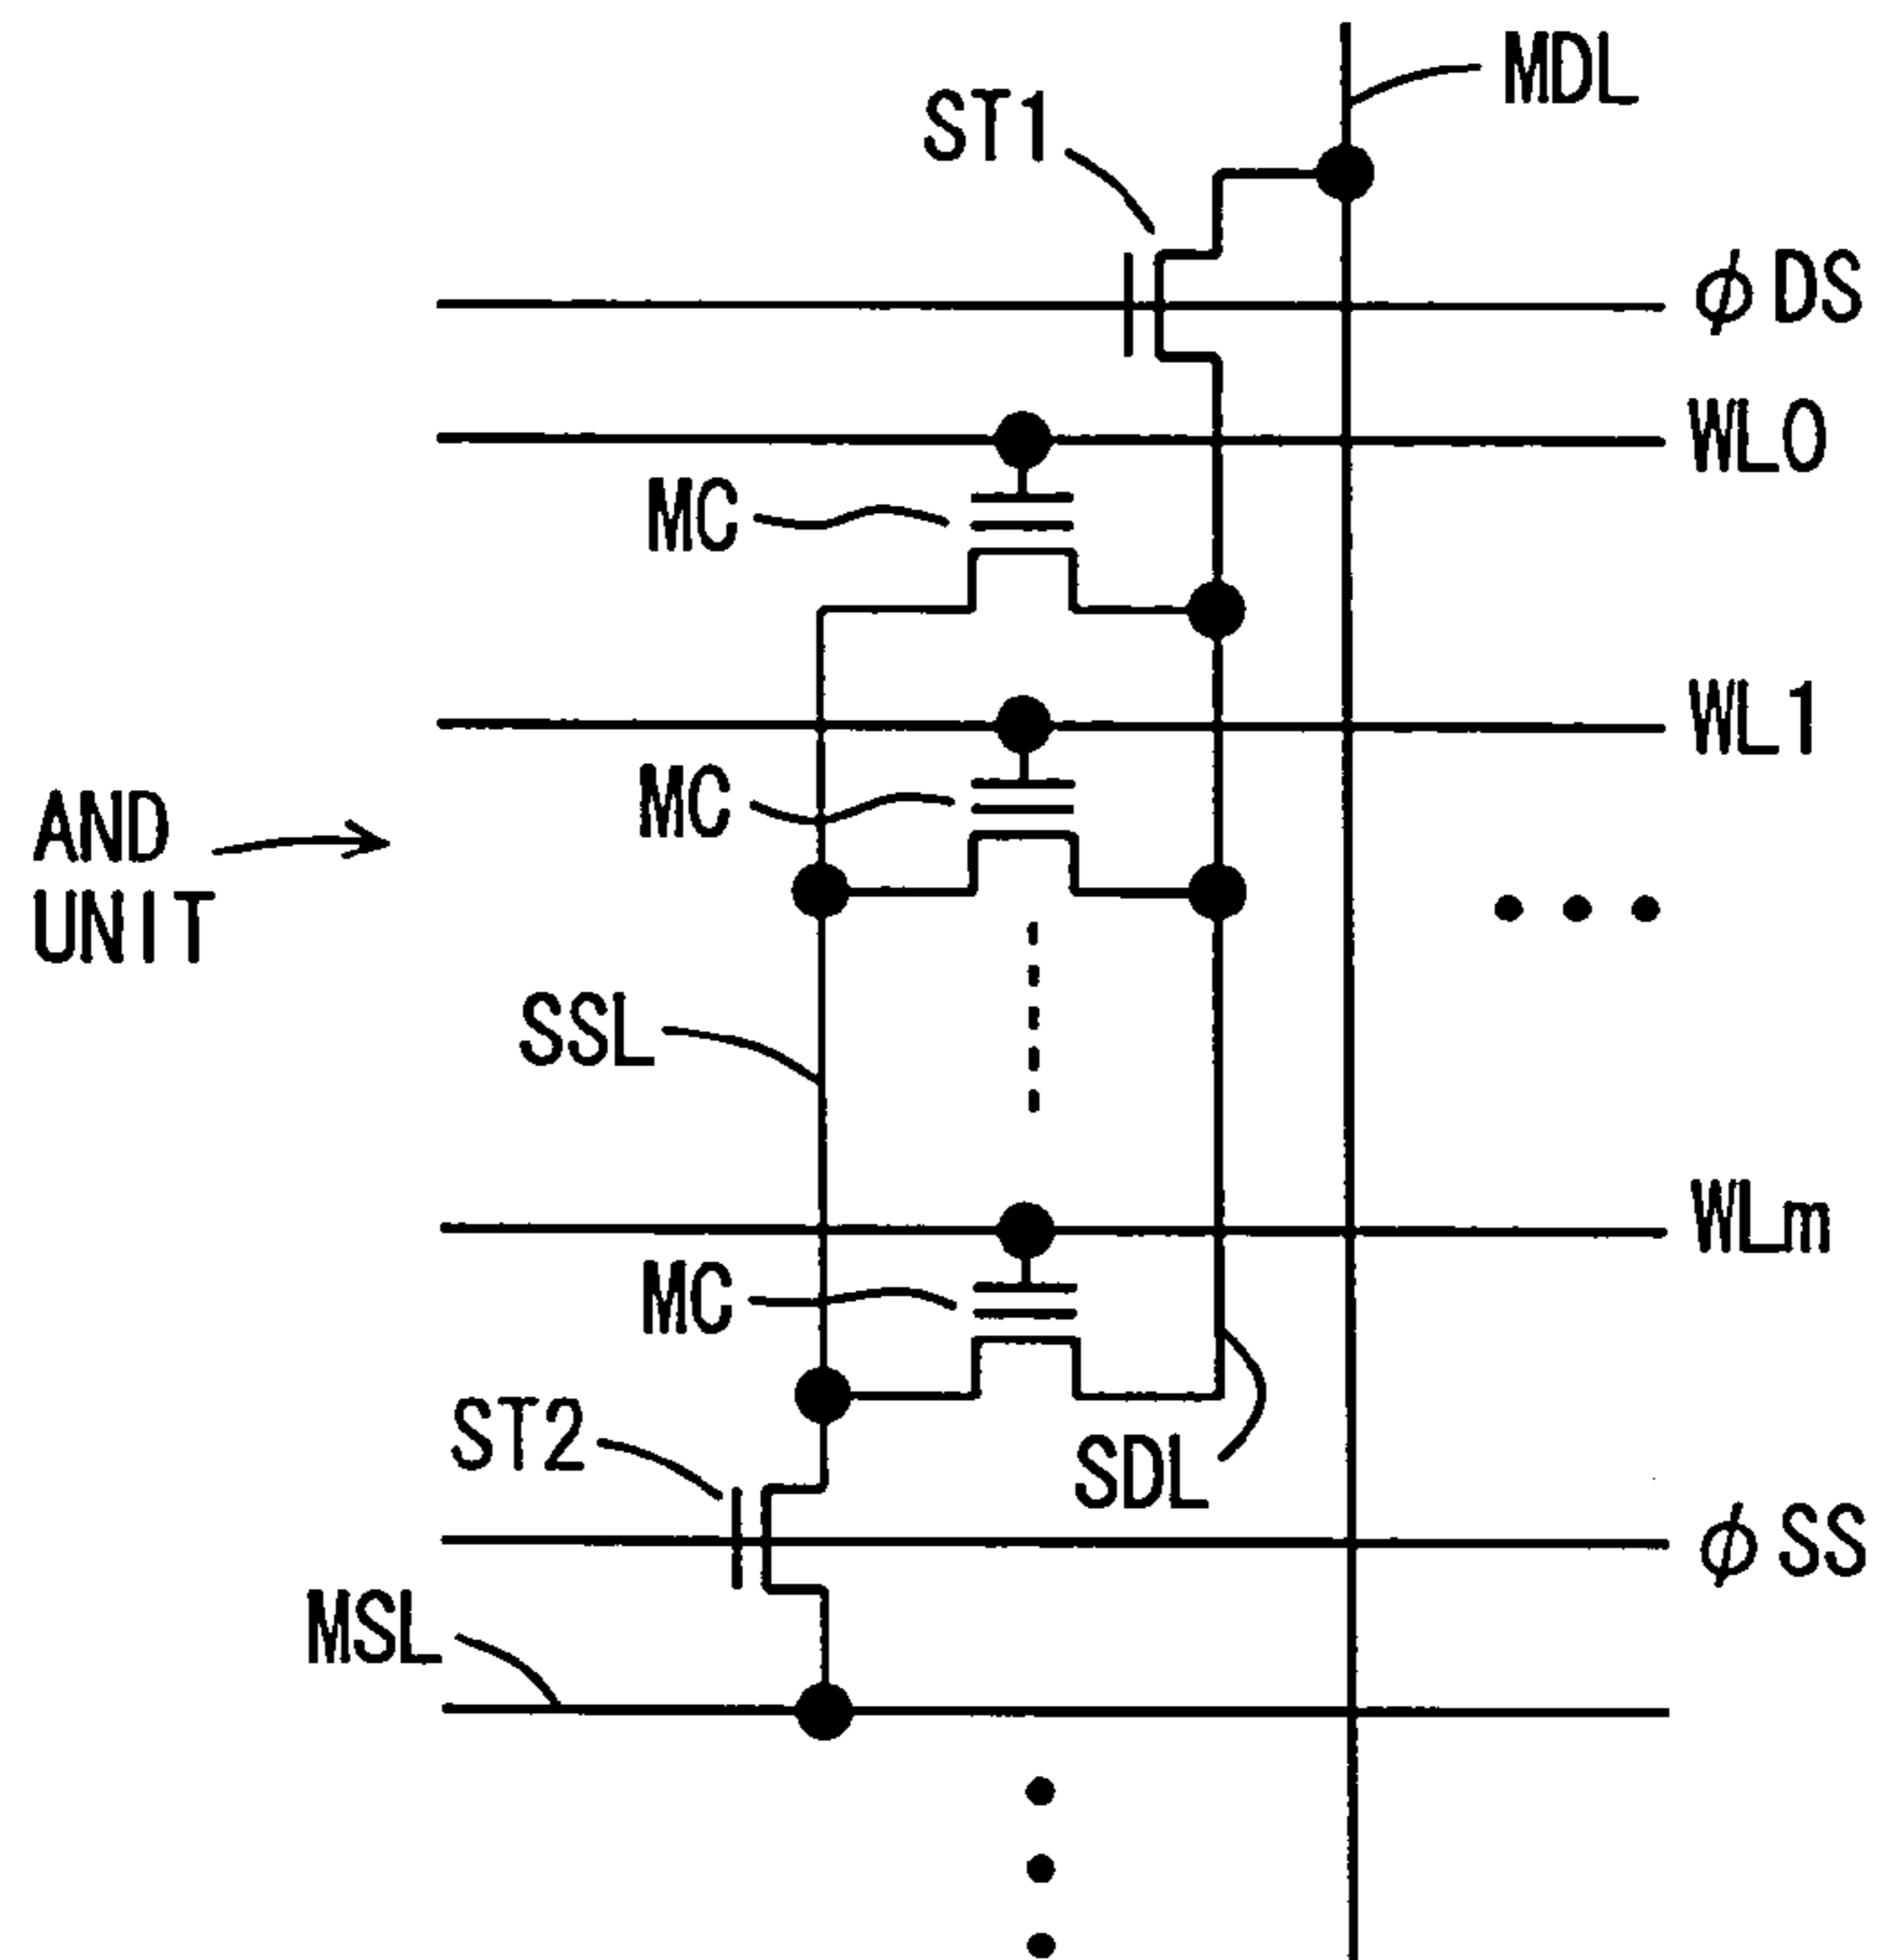 MDL
ST1
ϕDS
WL0
MC
WL1
MC
AND
UNIT
SSL
WLm
MC
ST2
SDL
ϕSS
MSL